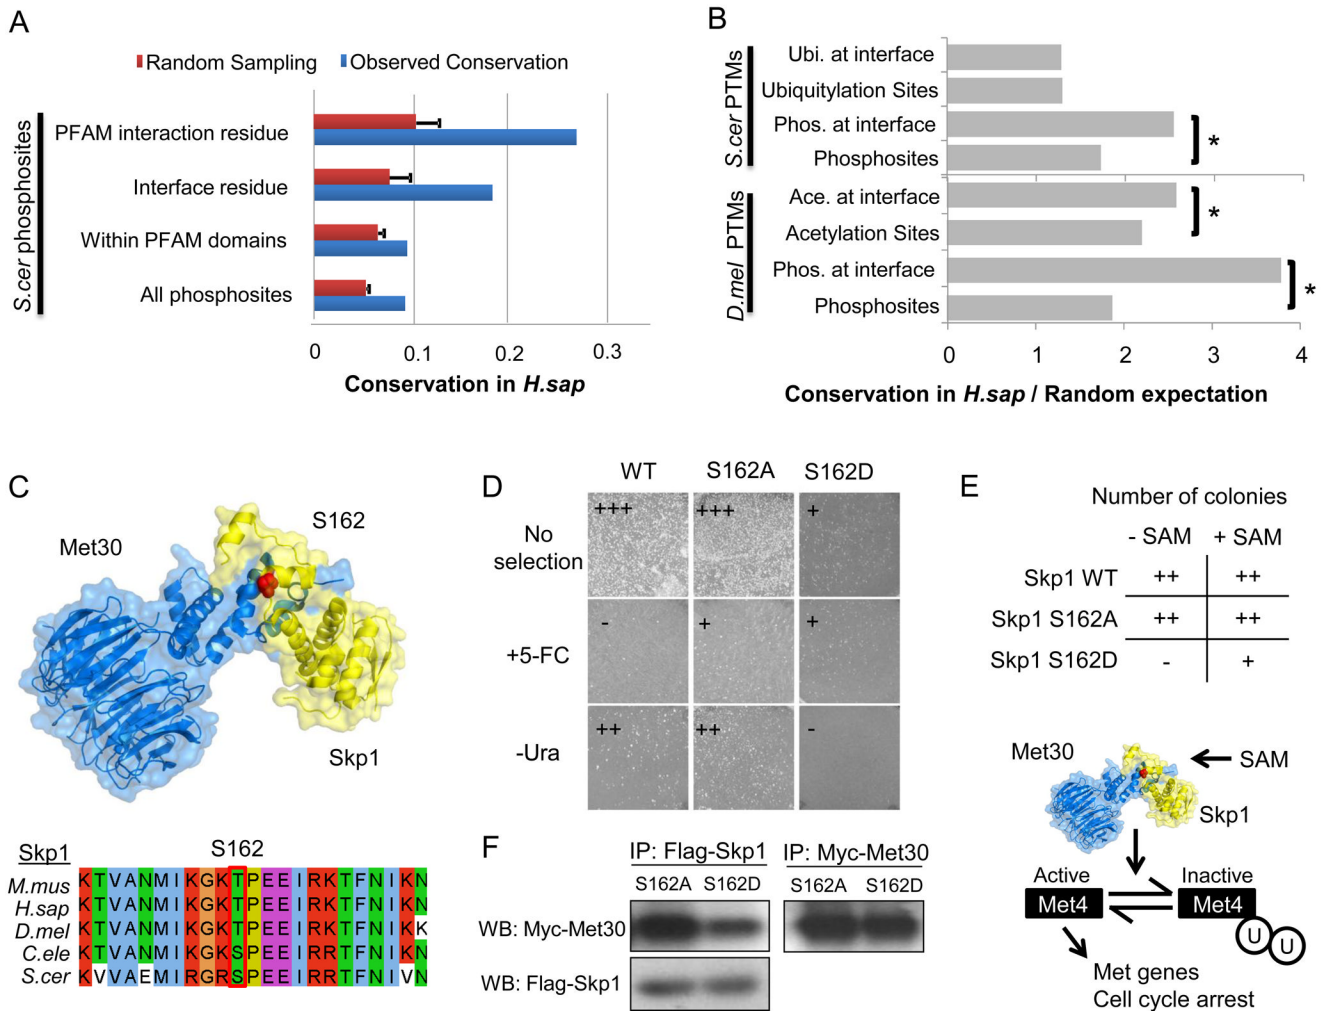 A
Random Sampling
Observed Conservation
S.cer phosphosites
PFAM interaction residue
Interface residue
Within PFAM domains
All phosphosites
0 0.1 0.2 0.3
Conservation in H.sap
B
S.cer PTMs
Ubi. at interface
Ubiquitylation Sites
Phos. at interface
*
Phosphosites
D.mel PTMs
Ace. at interface
*
Acetylation Sites
Phos. at interface
*
Phosphosites
0 1 2 3 4
Conservation in H.sap / Random expectation
C
Met30
S162
Skp1
Skp1 S162
M.mus KTVANMIKGKTPEEIRKTFNIKN
H.sap KTVANMIKGKTPEEIRKTFNIKN
D.mel KTVANMIKGKTPEEIRKTFNIKK
C.ele KTVANMIKGKSPEEIRRTFNIKN
S.cer KVVAEMIRGRSPEEIRRTFNIVN
D
WT S162A S162D
No selection
+++ +++ +
+5-FC
- + +
-Ura
++ ++ -
E
Number of colonies
- SAM + SAM
Skp1 WT ++ ++
Skp1 S162A ++ ++
Skp1 S162D - +
Met30
SAM
Skp1
Active Inactive
Met4 Met4
U U
Met genes
Cell cycle arrest
F
IP: Flag-Skp1 IP: Myc-Met30
S162A S162D S162A S162D
WB: Myc-Met30
WB: Flag-Skp1